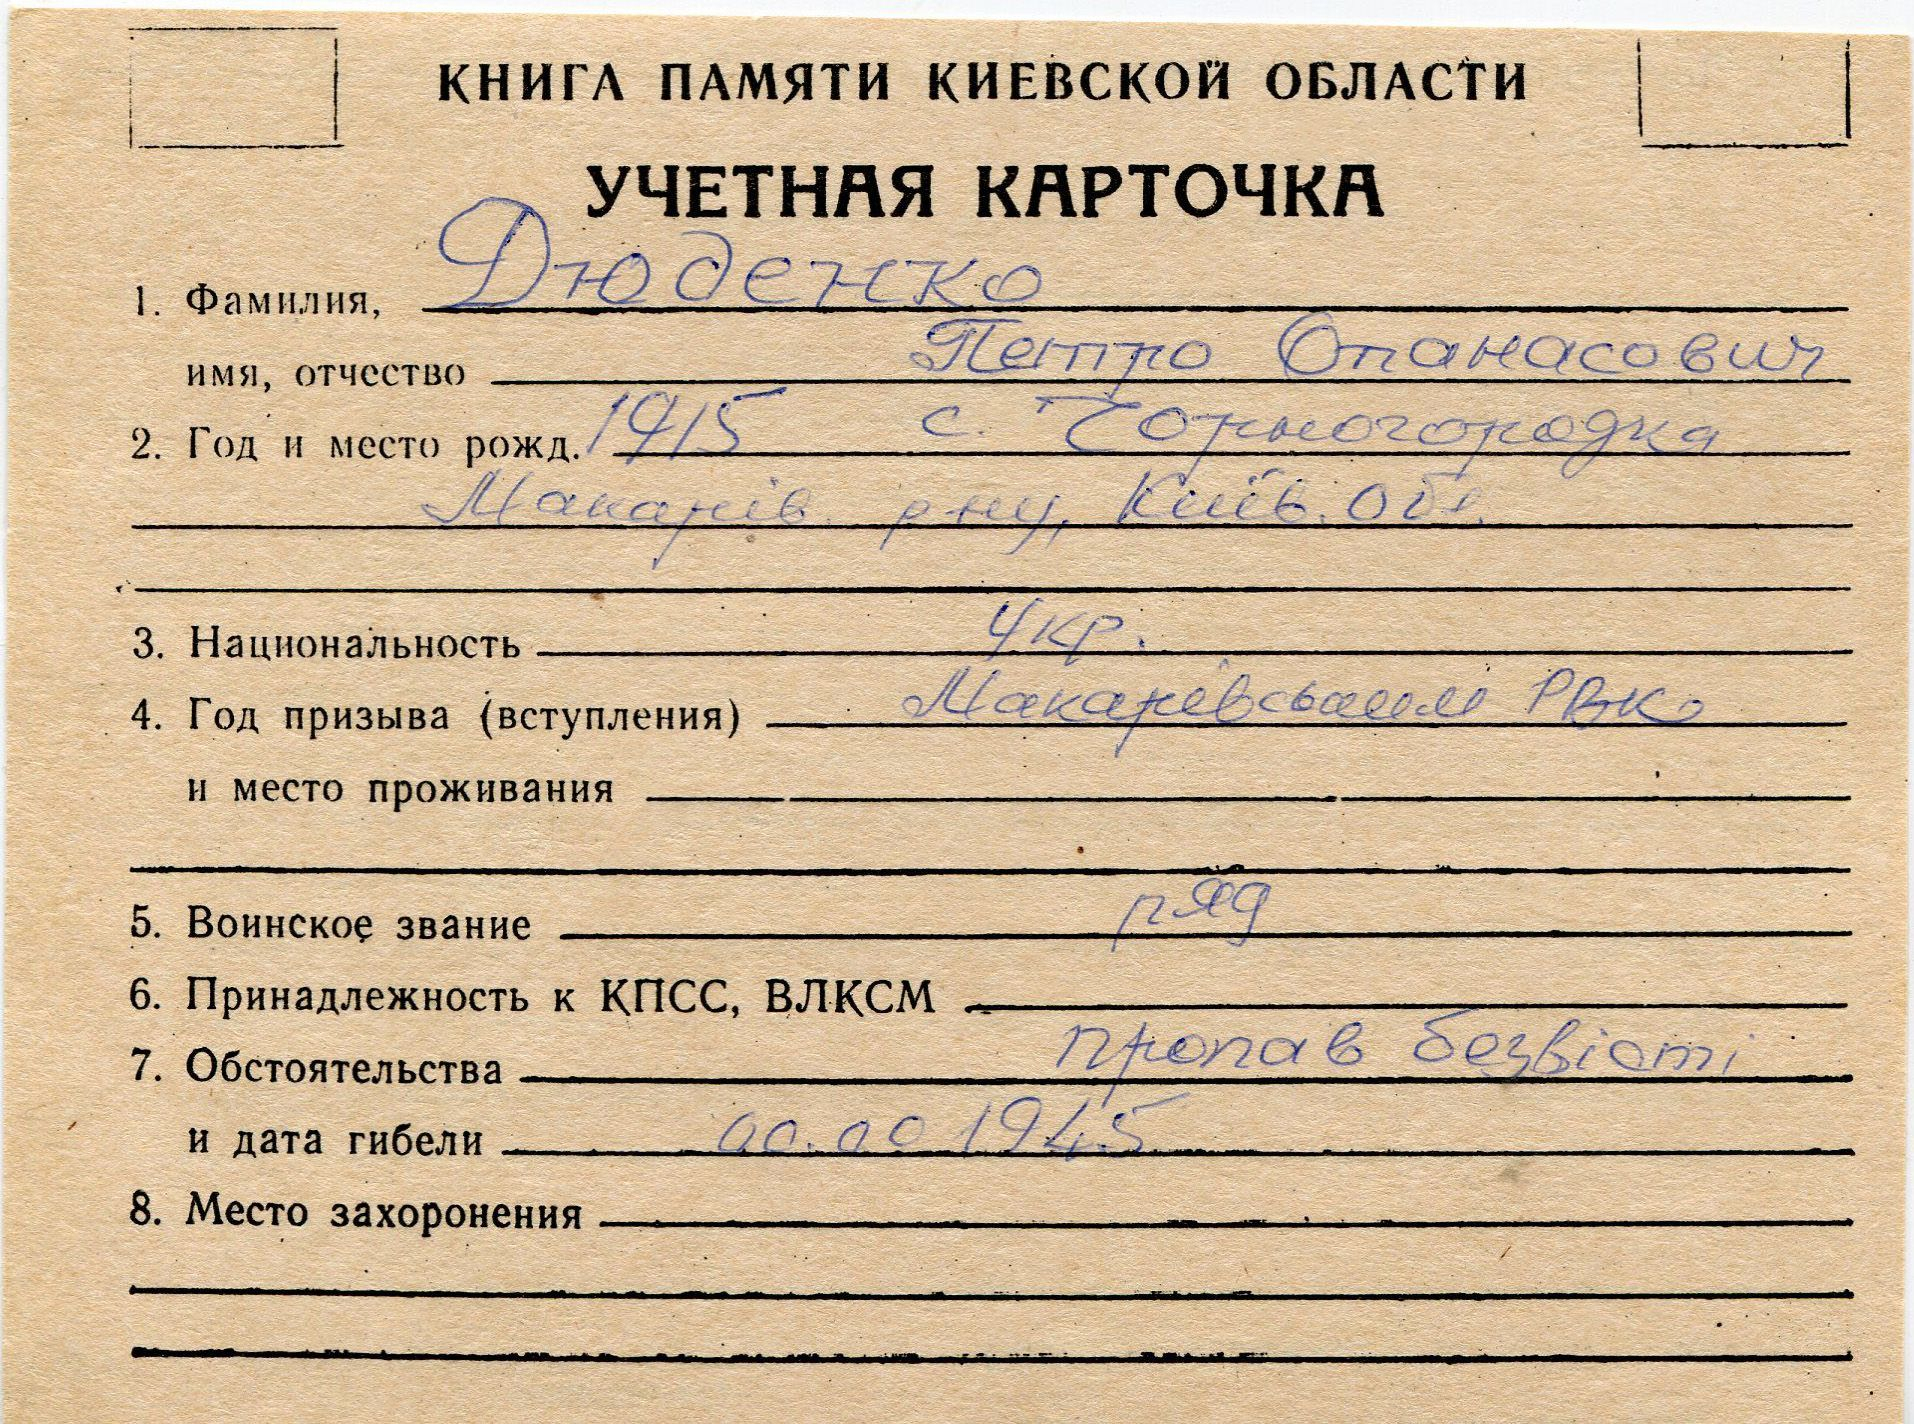 КНИГА ПАМЯТИ КИЕВСКОЙ ОБЛАСТИ
УЧЕТНАЯ КАРТОЧКА
1. Фамилия, Дюденко
имя, отчество Петро Опанасович
2. Год и место рожд. 1915 с. Чорногородка
Макарів. р-ну, Київ. обл.
3. Национальность Укр.
4. Год призыва (вступления) Макарівським РВК
и место проживания
5. Воинское звание ряд
6. Принадлежность к КПСС, ВЛКСМ
7. Обстоятельства пропав безвісті
и дата гибели 00.00 1945
8. Место захоронения